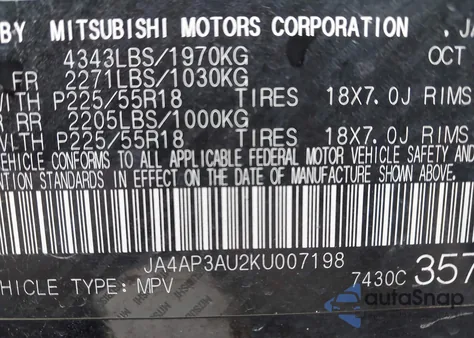 BY MITSUBISHI MOTORS CORPORATION .JA
4343LBS/1970KG OCT
FR 2271LBS/1030KG
WITH P225/55R18 TIRES 18X7.0J RIMS
RR 2205LBS/1000KG
WITH P225/55R18 TIRES 18X7.0J RIMS
VEHICLE CONFORMS TO ALL APPLICABLE FEDERAL MOTOR VEHICLE SAFETY AND
STANDARDS IN EFFECT ON THE DATE OF MANUFACTURE SHOWN ABOVE.
JA4AP3AU2KU007198
VEHICLE TYPE: MPV 7430C 357
autoSnap